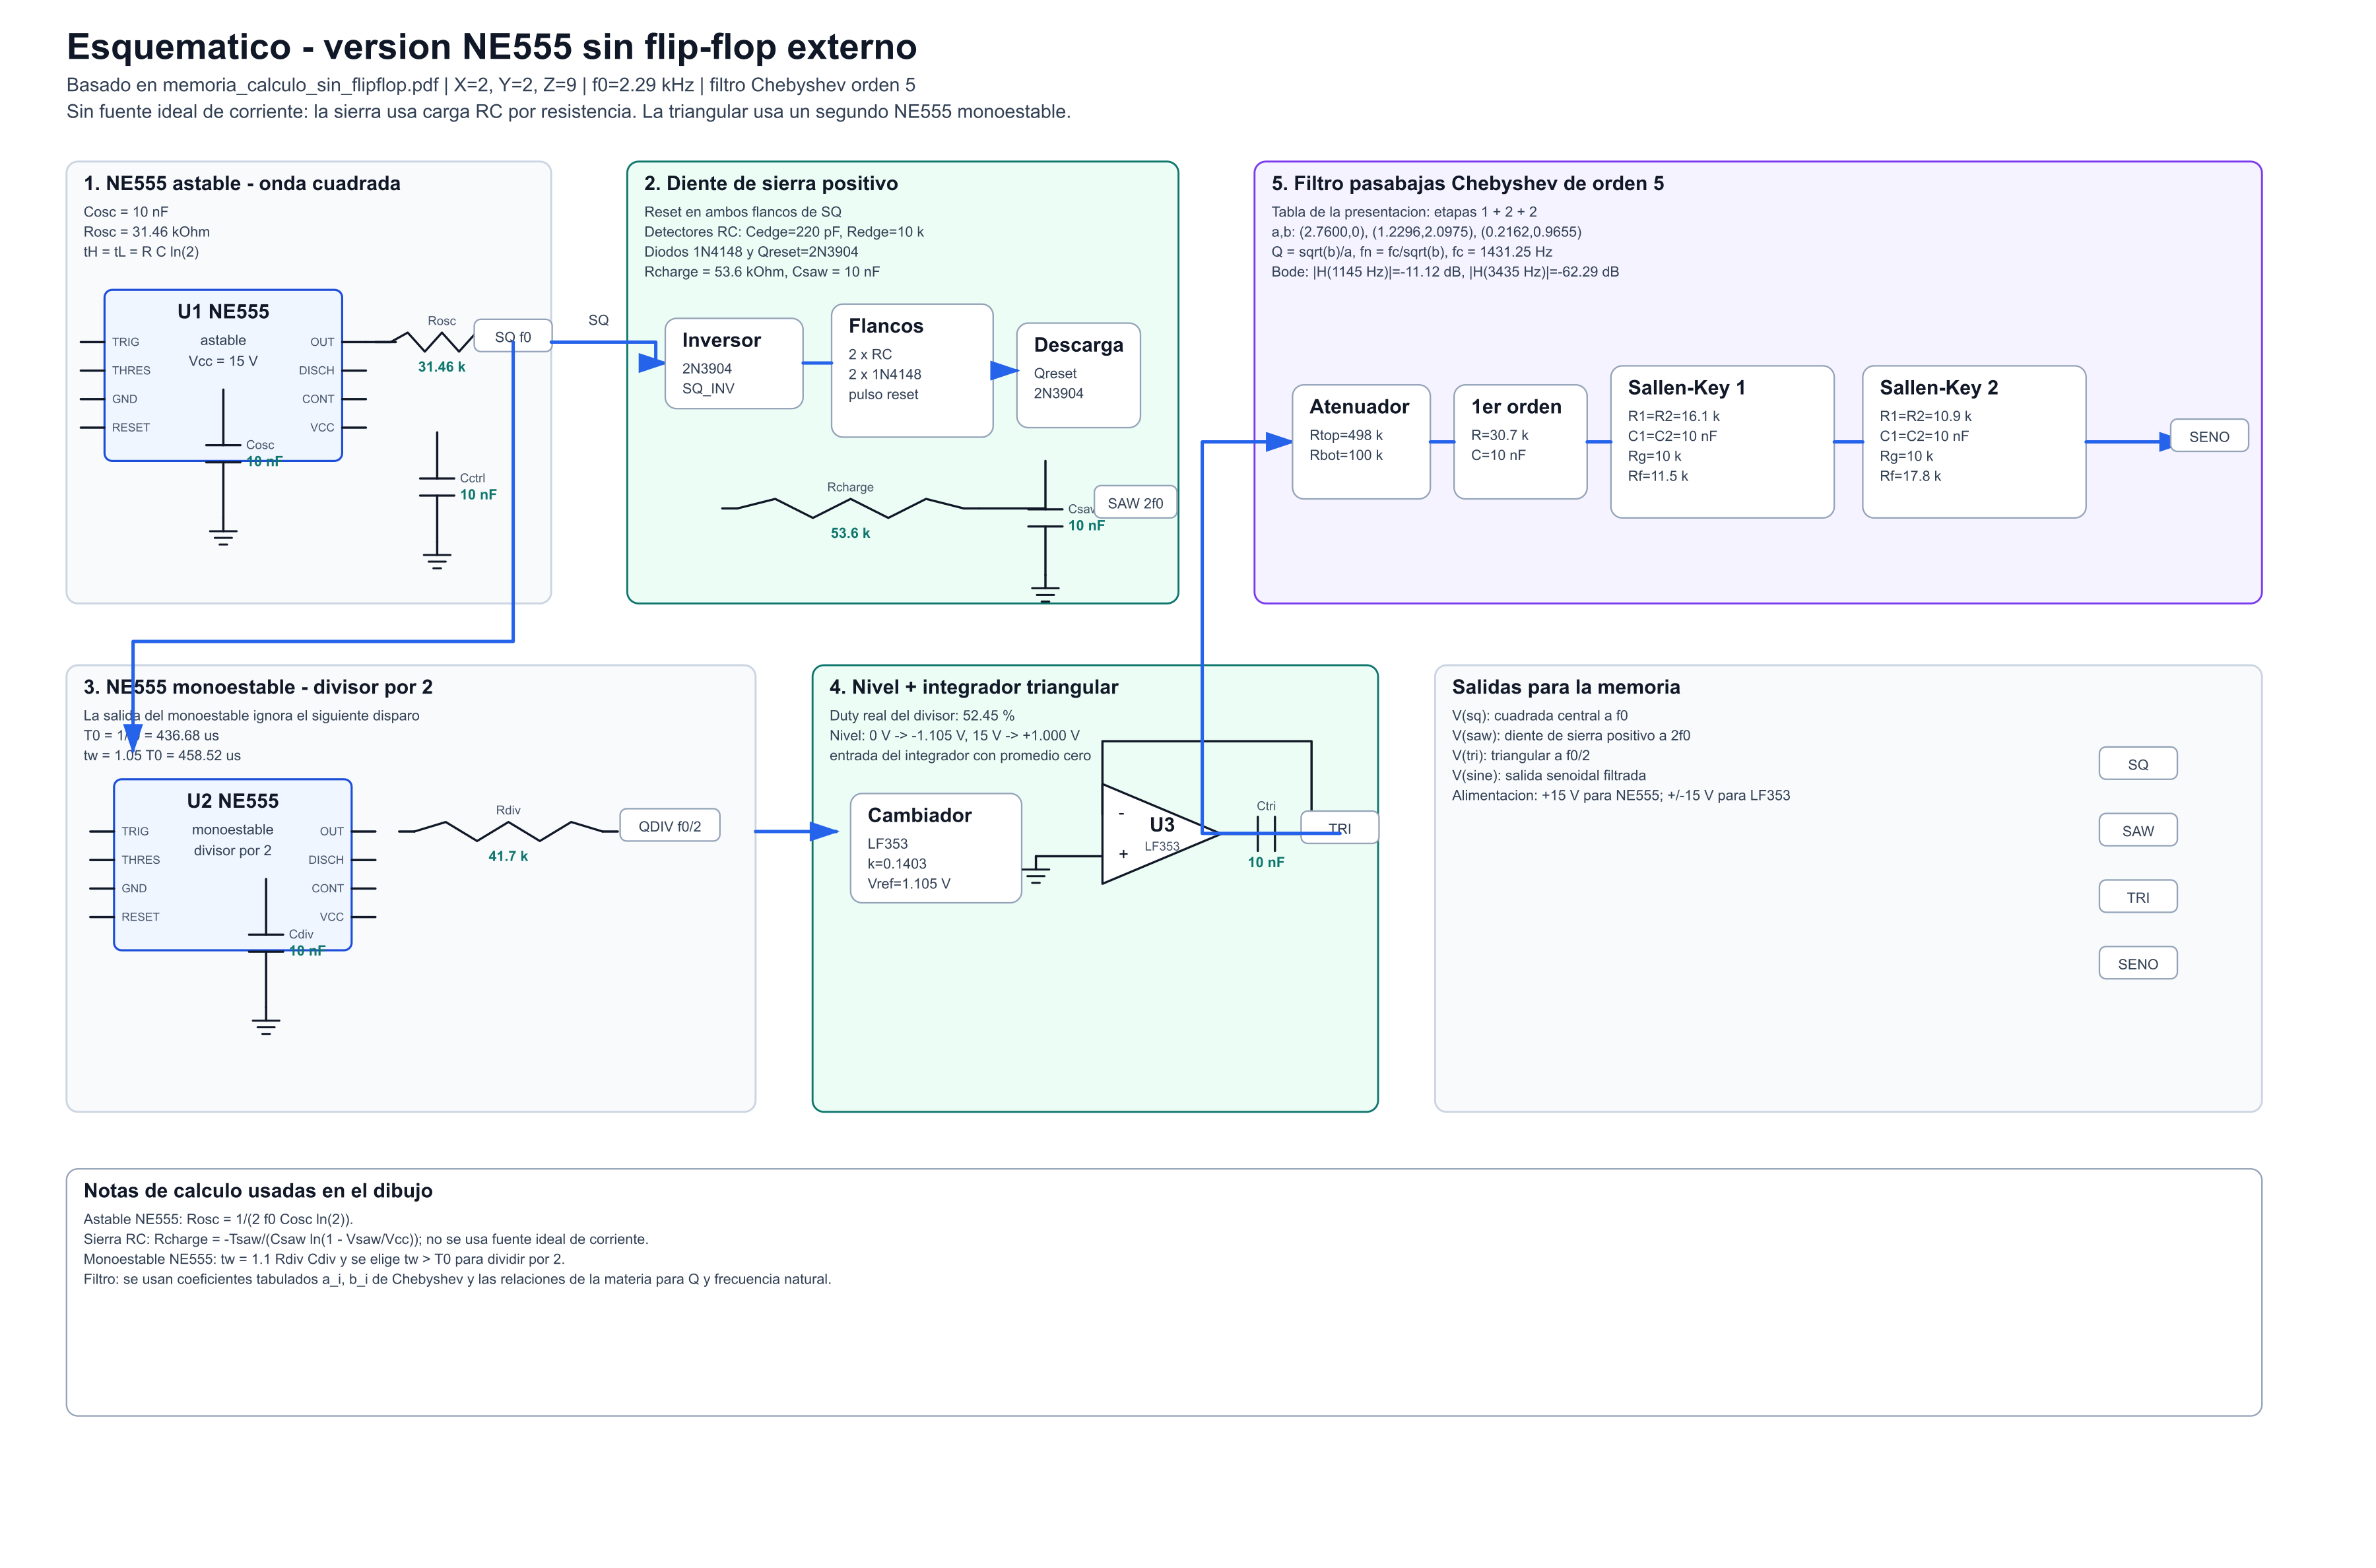 Esquematico - version NE555 sin flip-flop externo
Basado en memoria_calculo_sin_flipflop.pdf | X=2, Y=2, Z=9 | f0=2.29 kHz | filtro Chebyshev orden 5
Sin fuente ideal de corriente: la sierra usa carga RC por resistencia. La triangular usa un segundo NE555 monoestable.
1. NE555 astable - onda cuadrada
Cosc = 10 nF
Rosc = 31.46 kOhm
tH = tL = R C ln(2)
U1 NE555
astable
Vcc = 15 V
TRIG
THRES
GND
RESET
OUT
DISCH
CONT
VCC
Rosc
31.46 k
SQ f0
Cosc
10 nF
Cctrl
10 nF
SQ
2. Diente de sierra positivo
Reset en ambos flancos de SQ
Detectores RC: Cedge=220 pF, Redge=10 k
Diodos 1N4148 y Qreset=2N3904
Rcharge = 53.6 kOhm, Csaw = 10 nF
Inversor
2N3904
SQ_INV
Flancos
2 x RC
2 x 1N4148
pulso reset
Descarga
Qreset
2N3904
Rcharge
53.6 k
Csaw
10 nF
SAW 2f0
5. Filtro pasabajas Chebyshev de orden 5
Tabla de la presentacion: etapas 1 + 2 + 2
a,b: (2.7600,0), (1.2296,2.0975), (0.2162,0.9655)
Q = sqrt(b)/a, fn = fc/sqrt(b), fc = 1431.25 Hz
Bode: |H(1145 Hz)|=-11.12 dB, |H(3435 Hz)|=-62.29 dB
Atenuador
Rtop=498 k
Rbot=100 k
1er orden
R=30.7 k
C=10 nF
Sallen-Key 1
R1=R2=16.1 k
C1=C2=10 nF
Rg=10 k
Rf=11.5 k
Sallen-Key 2
R1=R2=10.9 k
C1=C2=10 nF
Rg=10 k
Rf=17.8 k
SENO
3. NE555 monoestable - divisor por 2
La salida del monoestable ignora el siguiente disparo
T0 = 1/f0 = 436.68 us
tw = 1.05 T0 = 458.52 us
U2 NE555
monoestable
divisor por 2
TRIG
THRES
GND
RESET
OUT
DISCH
CONT
VCC
Rdiv
41.7 k
QDIV f0/2
Cdiv
10 nF
4. Nivel + integrador triangular
Duty real del divisor: 52.45 %
Nivel: 0 V -> -1.105 V, 15 V -> +1.000 V
entrada del integrador con promedio cero
Cambiador
LF353
k=0.1403
Vref=1.105 V
-
+
U3
LF353
Ctri
10 nF
TRI
Salidas para la memoria
V(sq): cuadrada central a f0
V(saw): diente de sierra positivo a 2f0
V(tri): triangular a f0/2
V(sine): salida senoidal filtrada
Alimentacion: +15 V para NE555; +/-15 V para LF353
SQ
SAW
TRI
SENO
Notas de calculo usadas en el dibujo
Astable NE555: Rosc = 1/(2 f0 Cosc ln(2)).
Sierra RC: Rcharge = -Tsaw/(Csaw ln(1 - Vsaw/Vcc)); no se usa fuente ideal de corriente.
Monoestable NE555: tw = 1.1 Rdiv Cdiv y se elige tw > T0 para dividir por 2.
Filtro: se usan coeficientes tabulados a_i, b_i de Chebyshev y las relaciones de la materia para Q y frecuencia natural.